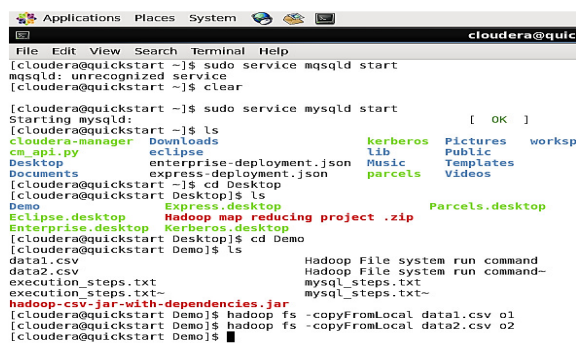 Applications Places System
cloudera@quic
File Edit View Search Terminal Help
[cloudera@quickstart ~]$ sudo service mqsqld start
mqsqld: unrecognized service
[cloudera@quickstart ~]$ clear
[cloudera@quickstart ~]$ sudo service mysqld start
Starting mysqld: [ OK ]
[cloudera@quickstart ~]$ ls
cloudera-manager Downloads kerberos Pictures worksp
cm_api.py eclipse lib Public
Desktop enterprise-deployment.json Music Templates
Documents express-deployment.json parcels Videos
[cloudera@quickstart ~]$ cd Desktop
[cloudera@quickstart Desktop]$ ls
Demo Express.desktop Parcels.desktop
Eclipse.desktop Hadoop map reducing project .zip
Enterprise.desktop Kerberos.desktop
[cloudera@quickstart Desktop]$ cd Demo
[cloudera@quickstart Demo]$ ls
data1.csv Hadoop File system run command
data2.csv Hadoop File system run command~
execution_steps.txt mysql_steps.txt
execution_steps.txt~ mysql_steps.txt~
hadoop-csv-jar-with-dependencies.jar
[cloudera@quickstart Demo]$ hadoop fs -copyFromLocal data1.csv o1
[cloudera@quickstart Demo]$ hadoop fs -copyFromLocal data2.csv o2
[cloudera@quickstart Demo]$